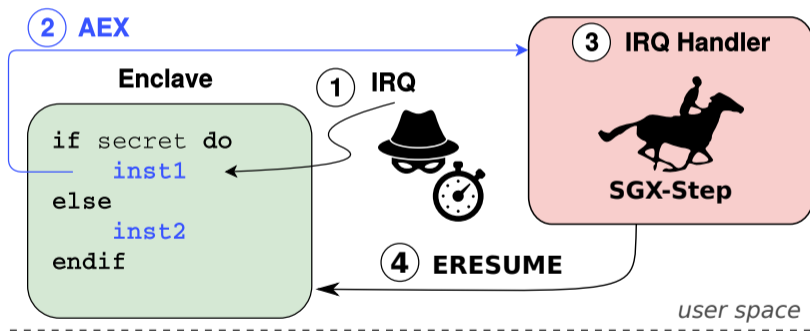 2 AEX
3 IRQ Handler
Enclave
1 IRQ
if secret do
inst1
else
inst2
endif
SGX-Step
4 ERESUME
user space